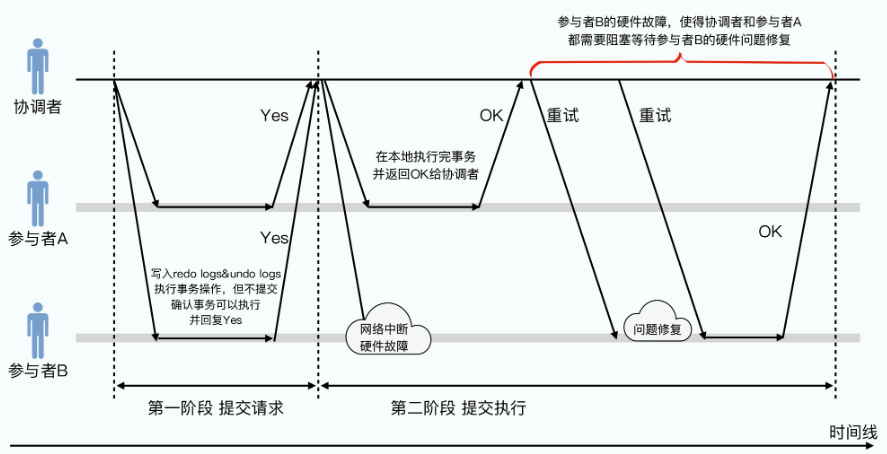 参与者B的硬件故障，使得协调者和参与者A
都需要阻塞等待参与者B的硬件问题修复
协调者
Yes
OK
重试
重试
在本地执行完事务
并返回OK给协调者
参与者A
Yes
OK
写入redo logs&undo logs
执行事务操作，但不提交
确认事务可以执行
并回复Yes
网络中断
硬件故障
问题修复
参与者B
第一阶段 提交请求
第二阶段 提交执行
时间线